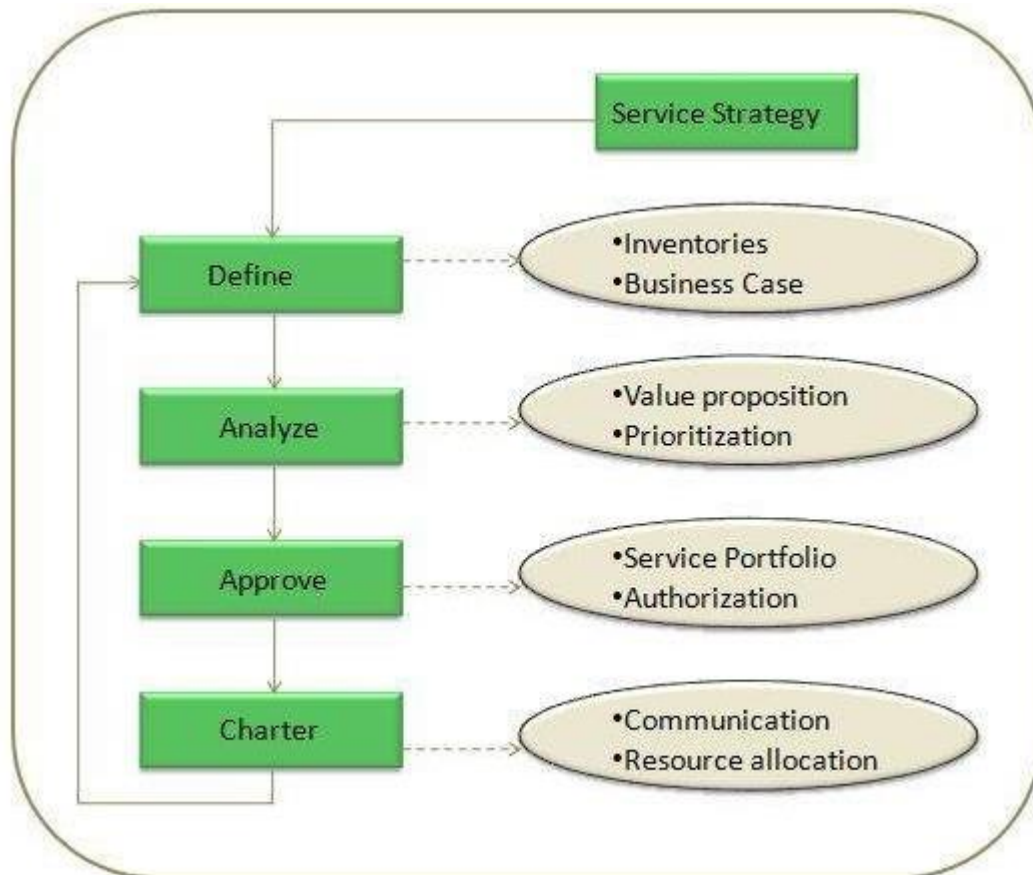 Service Strategy
Define
•Inventories
•Business Case
Analyze
•Value proposition
•Prioritization
Approve
•Service Portfolio
•Authorization
Charter
•Communication
•Resource allocation